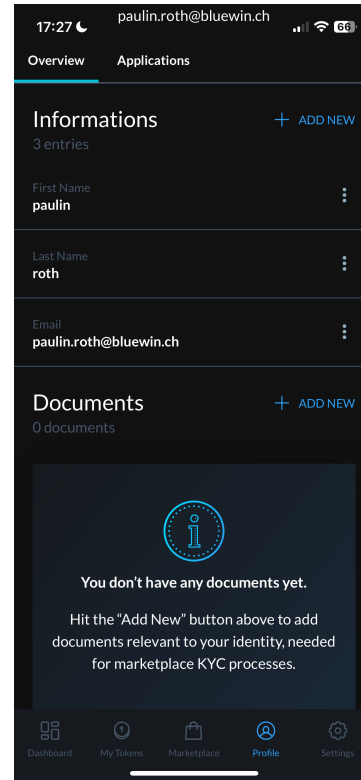 paulin.roth@bluewin.ch
17:27
66
Overview Applications
Informations
+ ADD NEW
3 entries
First Name
paulin
Last Name
roth
Email
paulin.roth@bluewin.ch
Documents
+ ADD NEW
0 documents
You don't have any documents yet.
Hit the “Add New” button above to add
documents relevant to your identity, needed
for marketplace KYC processes.
Dashboard My Tokens Marketplace Profile Settings